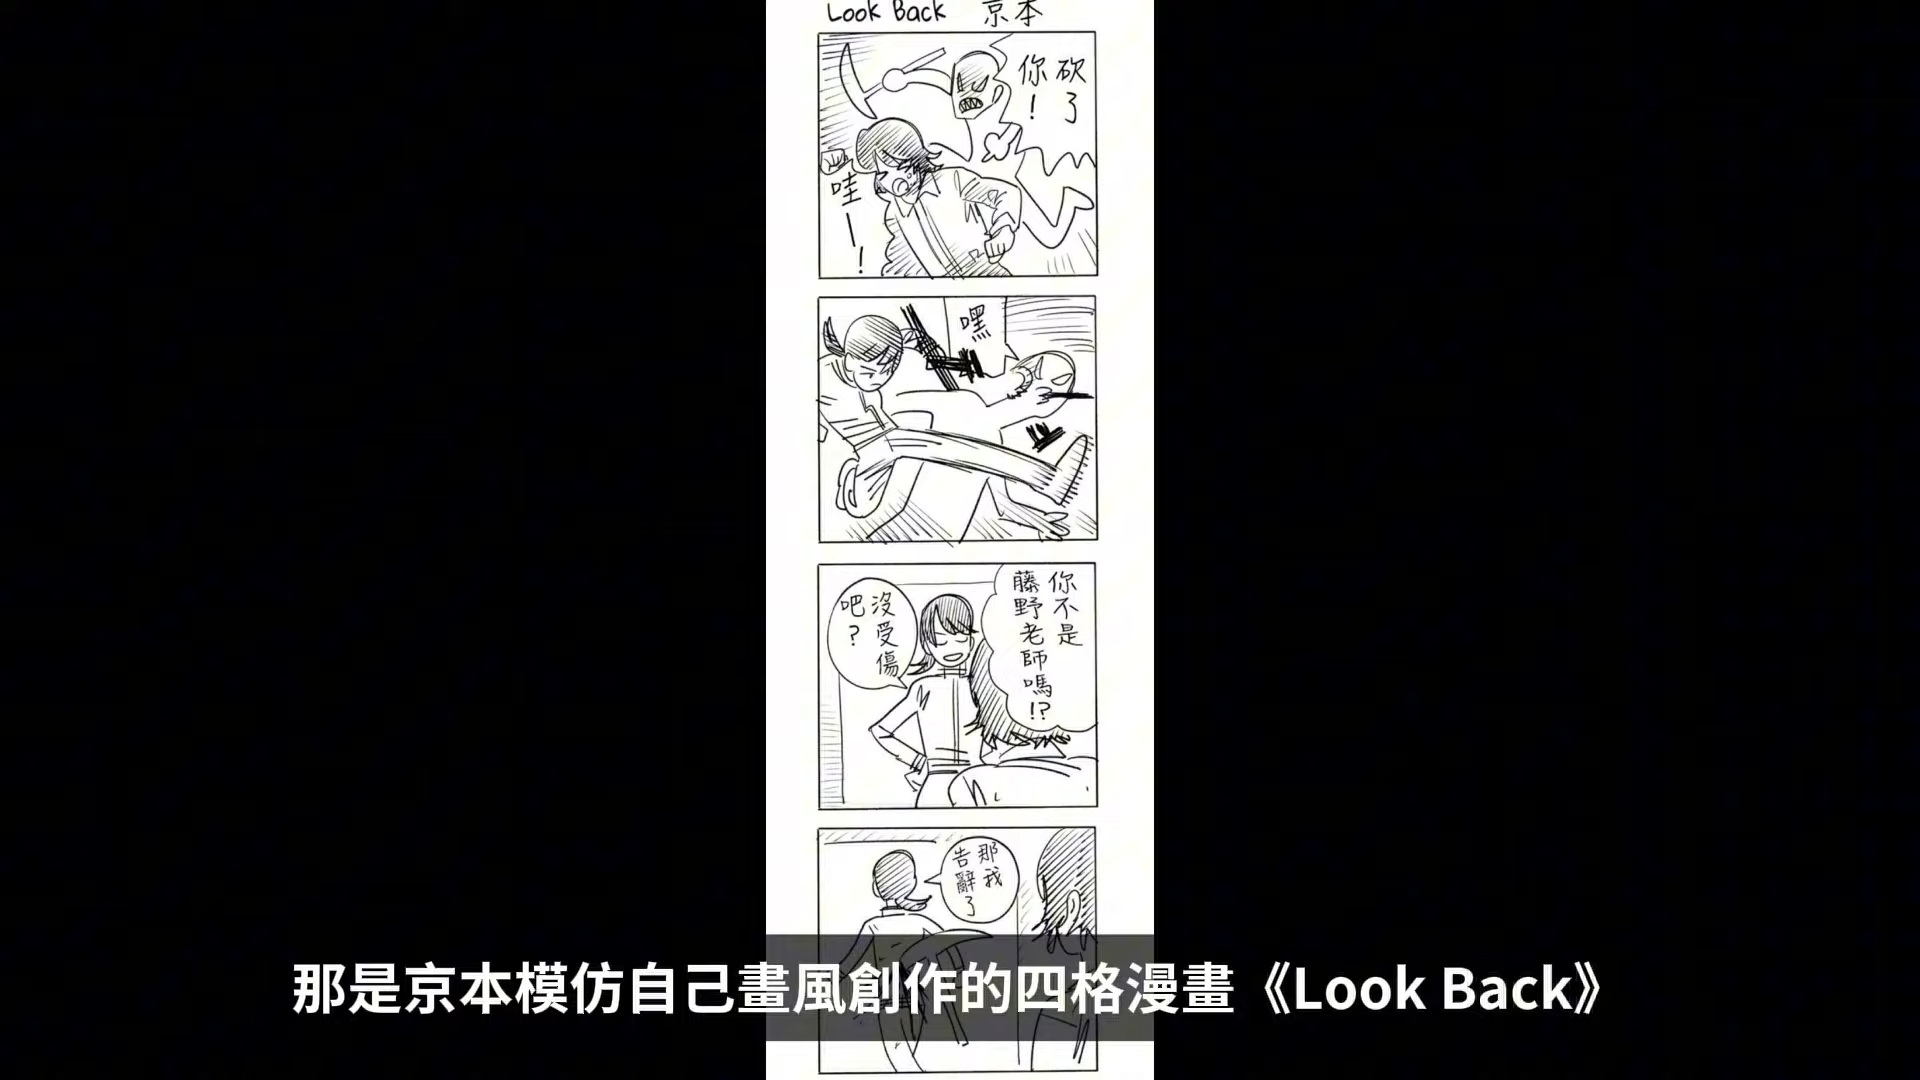 Look Back 京本
砍了
你！
哇ー！
嘿
你不是
藤野老師嗎!?
沒受傷
吧？
那我
告辭了
那是京本模仿自己畫風創作的四格漫畫《Look Back》